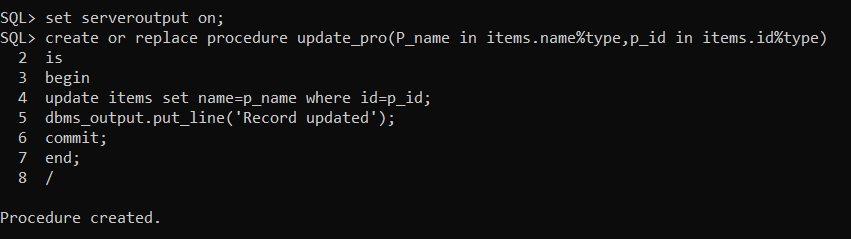 SQL> set serveroutput on;
SQL> create or replace procedure update_pro(P_name in items.name%type,p_id in items.id%type)
  2  is
  3  begin
  4  update items set name=p_name where id=p_id;
  5  dbms_output.put_line('Record updated');
  6  commit;
  7  end;
  8  /
Procedure created.